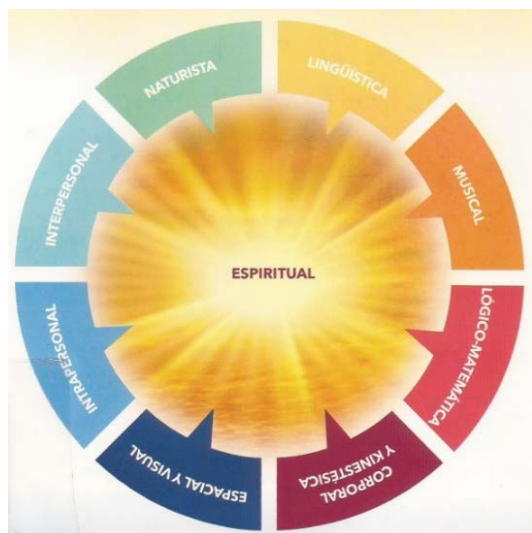 NATURISTA
LINGÜÍSTICA
MUSICAL
LÓGICO-MATEMÁTICA
CORPORAL
Y KINESTÉSICA
ESPACIAL Y VISUAL
INTRAPERSONAL
INTERPERSONAL
ESPIRITUAL